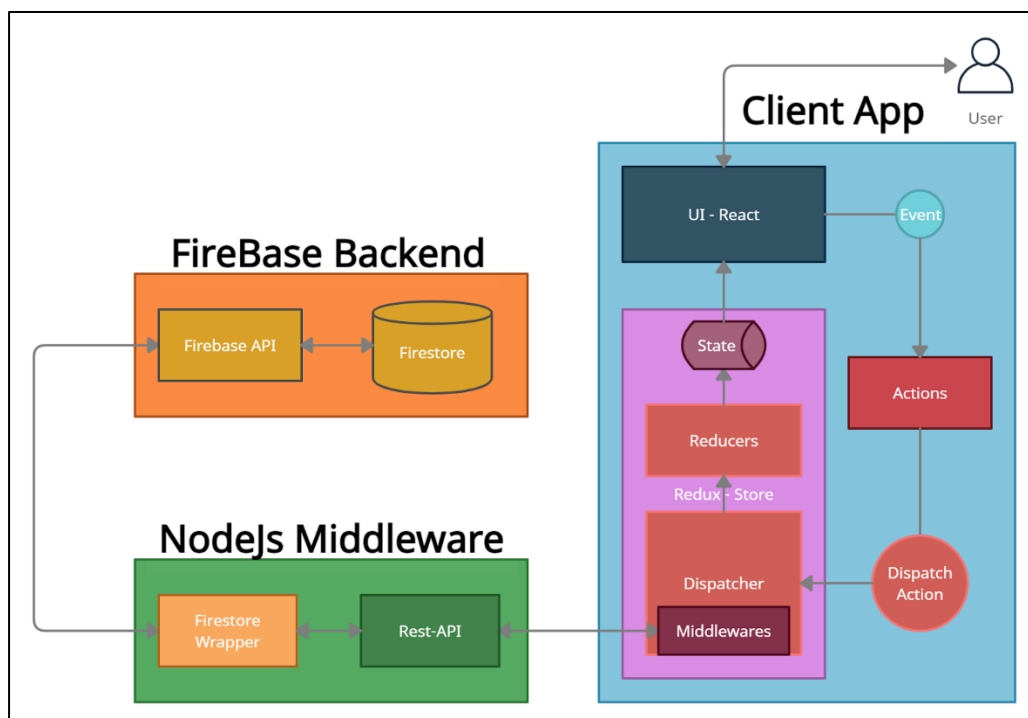 User
Client App
UI - React
Event
FireBase Backend
Firebase API
Firestore
State
Actions
Reducers
Redux - Store
NodeJs Middleware
Firestore
Wrapper
Rest-API
Dispatcher
Middlewares
Dispatch
Action